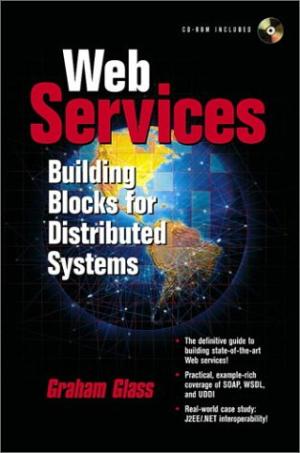 CD-ROM INCLUDED
Web
Services
Building
Blocks for
Distributed
Systems
• The definitive guide to
building state-of-the-art
Web services!
• Practical, example-rich
coverage of SOAP, WSDL,
and UDDI
• Real-world case study:
J2EE/.NET interoperability!
Graham Glass